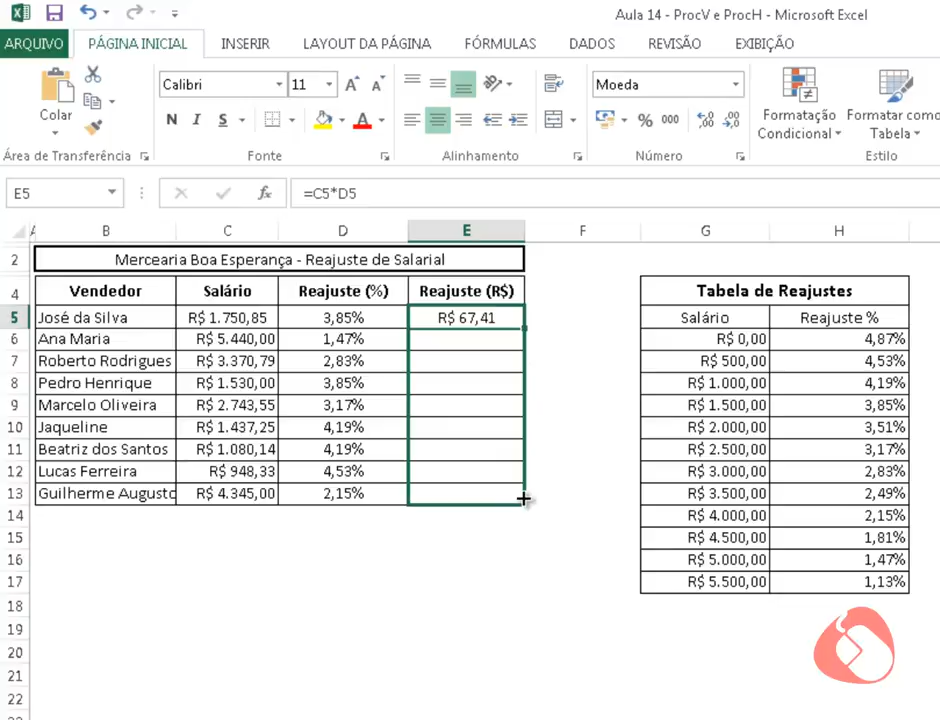 Aula 14 - ProcV e ProcH - Microsoft Excel
ARQUIVO PÁGINA INICIAL INSERIR LAYOUT DA PÁGINA FÓRMULAS DADOS REVISÃO EXIBIÇÃO
Calibri 11 Moeda
Colar
N I S % 000 Formatação Condicional Formatar como Tabela
Área de Transferência Fonte Alinhamento Número Estilo
E5 fx =C5*D5
A B C D E F G H
2 Mercearia Boa Esperança - Reajuste de Salarial
4 Vendedor Salário Reajuste (%) Reajuste (R$) Tabela de Reajustes
5 José da Silva R$ 1.750,85 3,85% R$ 67,41 Salário Reajuste %
6 Ana Maria R$ 5.440,00 1,47% R$ 0,00 4,87%
7 Roberto Rodrigues R$ 3.370,79 2,83% R$ 500,00 4,53%
8 Pedro Henrique R$ 1.530,00 3,85% R$ 1.000,00 4,19%
9 Marcelo Oliveira R$ 2.743,55 3,17% R$ 1.500,00 3,85%
10 Jaqueline R$ 1.437,25 4,19% R$ 2.000,00 3,51%
11 Beatriz dos Santos R$ 1.080,14 4,19% R$ 2.500,00 3,17%
12 Lucas Ferreira R$ 948,33 4,53% R$ 3.000,00 2,83%
13 Guilherme Augusto R$ 4.345,00 2,15% R$ 3.500,00 2,49%
14 R$ 4.000,00 2,15%
15 R$ 4.500,00 1,81%
16 R$ 5.000,00 1,47%
17 R$ 5.500,00 1,13%
18
19
20
21
22